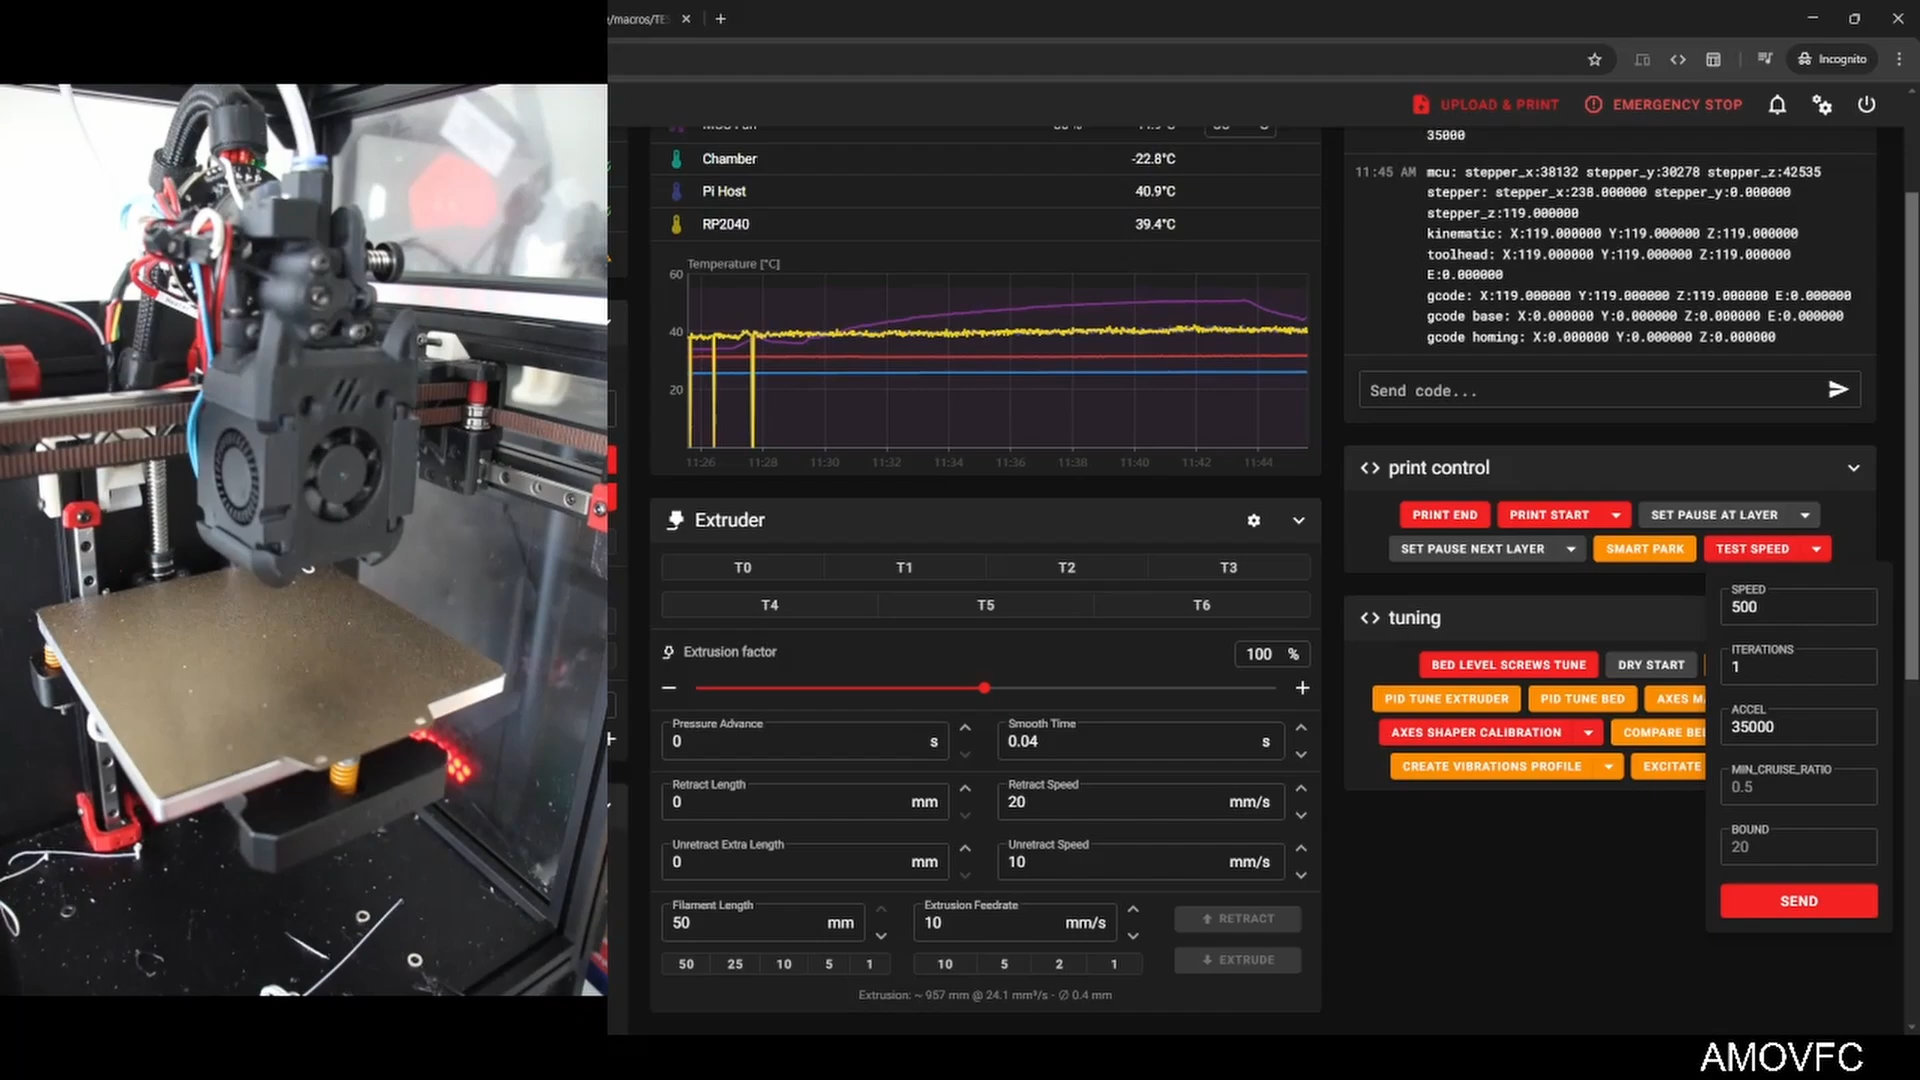 /macros/TE
Incognito
UPLOAD & PRINT
EMERGENCY STOP
Chamber
-22.8°C
Pi Host
40.9°C
RP2040
39.4°C
Temperature [°C]
60
40
20
11:26
11:28
11:30
11:32
11:34
11:36
11:38
11:40
11:42
11:44
Extruder
T0
T1
T2
T3
T4
T5
T6
Extrusion factor
100 %
Pressure Advance
0 s
Smooth Time
0.04 s
Retract Length
0 mm
Retract Speed
20 mm/s
Unretract Extra Length
0 mm
Unretract Speed
10 mm/s
Filament Length
50 mm
Extrusion Feedrate
10 mm/s
RETRACT
EXTRUDE
50 25 10 5 1
10 5 2 1
Extrusion: ~ 957 mm @ 24.1 mm³/s - ∅ 0.4 mm
35000
11:45 AM mcu: stepper_x:38132 stepper_y:30278 stepper_z:42535
stepper: stepper_x:238.000000 stepper_y:0.000000
stepper_z:119.000000
kinematic: X:119.000000 Y:119.000000 Z:119.000000
toolhead: X:119.000000 Y:119.000000 Z:119.000000
E:0.000000
gcode: X:119.000000 Y:119.000000 Z:119.000000 E:0.000000
gcode base: X:0.000000 Y:0.000000 Z:0.000000 E:0.000000
gcode homing: X:0.000000 Y:0.000000 Z:0.000000
Send code...
print control
PRINT END
PRINT START
SET PAUSE AT LAYER
SET PAUSE NEXT LAYER
SMART PARK
TEST SPEED
tuning
BED LEVEL SCREWS TUNE
DRY START
PID TUNE EXTRUDER
PID TUNE BED
AXES M
AXES SHAPER CALIBRATION
COMPARE BE
CREATE VIBRATIONS PROFILE
EXCITATE
SPEED
500
ITERATIONS
1
ACCEL
35000
MIN_CRUISE_RATIO
0.5
BOUND
20
SEND
AMOVFC